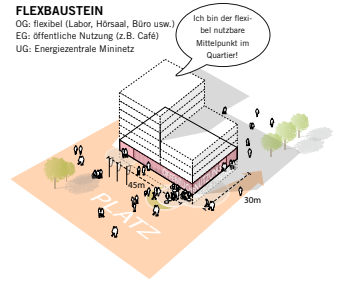 FLEXBAUSTEIN
OG: flexibel (Labor, Hörsaal, Büro usw.)
EG: öffentliche Nutzung (z.B. Café)
UG: Energiezentrale Mininetz
Ich bin der flexi-
bel nutzbare
Mittelpunkt im
Quartier!
45m
30m
PLATZ